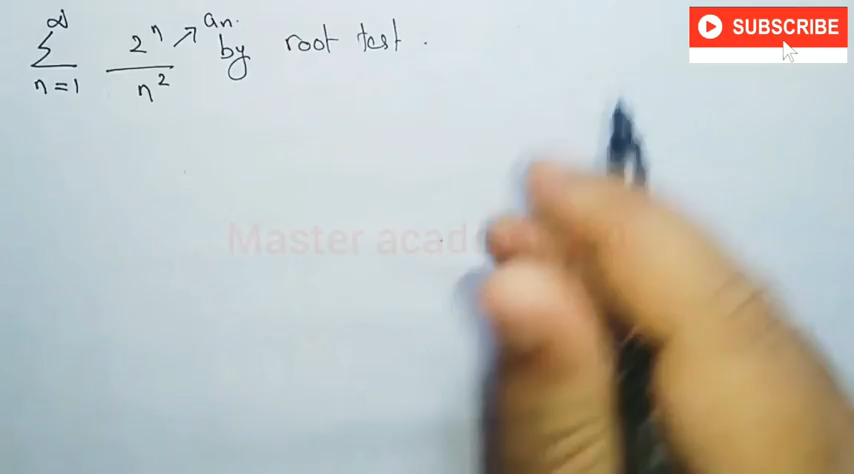 ∞
∑ 2^n / n^2 → an. by root test.
n=1
SUBSCRIBE
Master acad